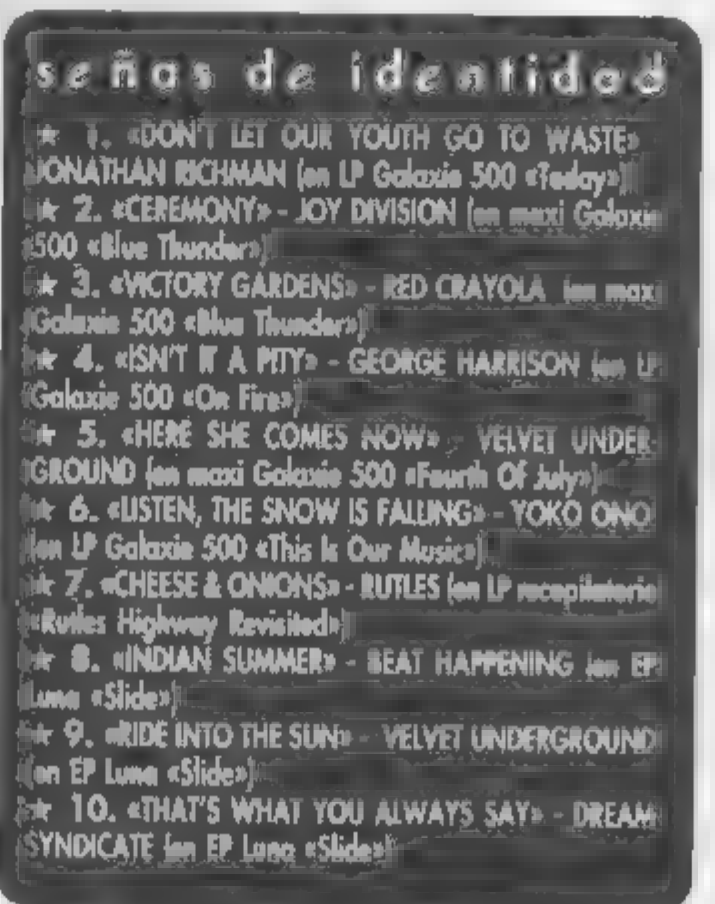 señas de identidad
★ 1. «DON'T LET OUR YOUTH GO TO WASTE»
JONATHAN RICHMAN (en LP Galaxie 500 «Today»)
★ 2. «CEREMONY» - JOY DIVISION (en maxi Galaxie
500 «Blue Thunder»)
★ 3. «VICTORY GARDENS» - RED CRAYOLA (en maxi
Galaxie 500 «Blue Thunder»)
★ 4. «ISN'T IT A PITY» - GEORGE HARRISON (en LP
Galaxie 500 «On Fire»)
★ 5. «HERE SHE COMES NOW» - VELVET UNDER-
GROUND (en maxi Galaxie 500 «Fourth Of July»)
★ 6. «LISTEN, THE SNOW IS FALLING» - YOKO ONO
(en LP Galaxie 500 «This Is Our Music»)
★ 7. «CHEESE & ONIONS» - RUTLES (en LP recopilatorio
«Rutles Highway Revisited»)
★ 8. «INDIAN SUMMER» - BEAT HAPPENING (en EP
Luna «Slide»)
★ 9. «RIDE INTO THE SUN» - VELVET UNDERGROUND
(en EP Luna «Slide»)
★ 10. «THAT'S WHAT YOU ALWAYS SAY» - DREAM
SYNDICATE (en EP Luna «Slide»)